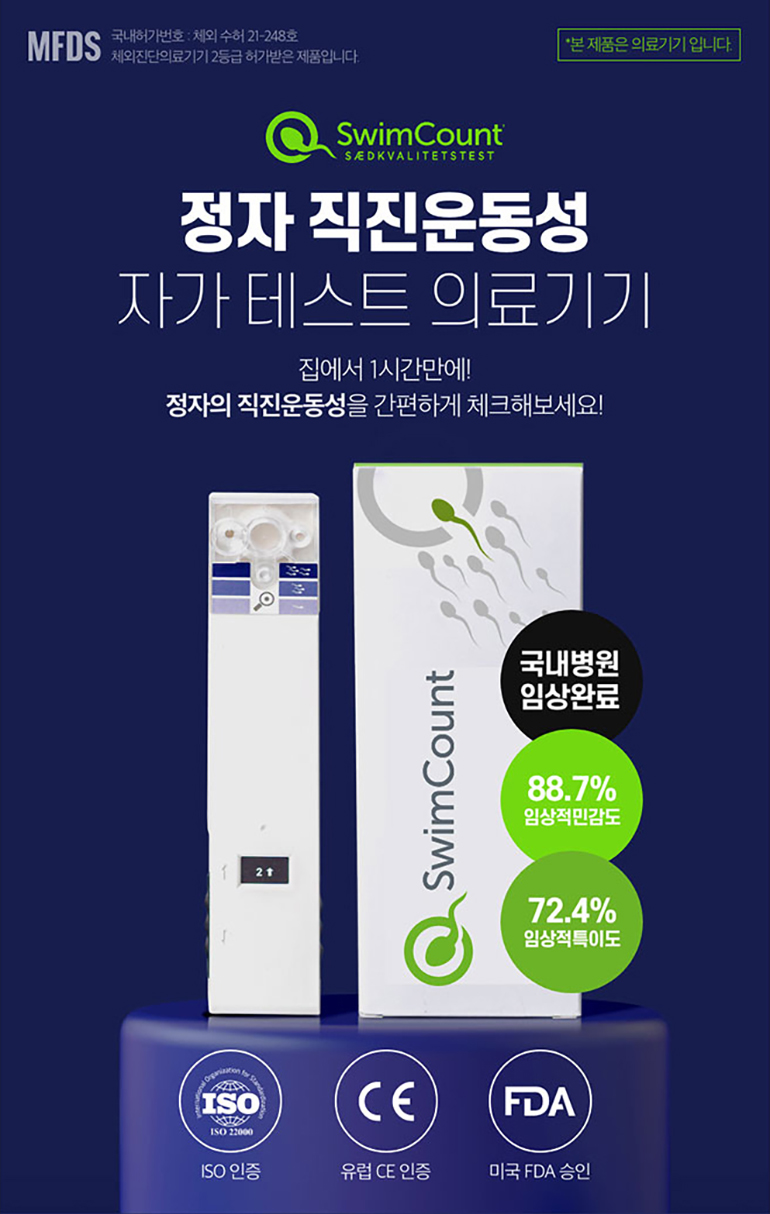 MFDS
국내허가번호 : 체외 수허 21-248호
체외진단의료기기 2등급 허가받은 제품입니다.
*본 제품은 의료기기 입니다.
SwimCount
SÆDKVALITETSTEST
정자 직진운동성
자가 테스트 의료기기
집에서 1시간만에!
정자의 직진운동성을 간편하게 체크해보세요!
2↑
SwimCount
국내병원
임상완료
88.7%
임상적민감도
72.4%
임상적특이도
International Organization for Standardization
ISO
ISO 22000
CE
FDA
ISO 인증
유럽 CE 인증
미국 FDA 승인